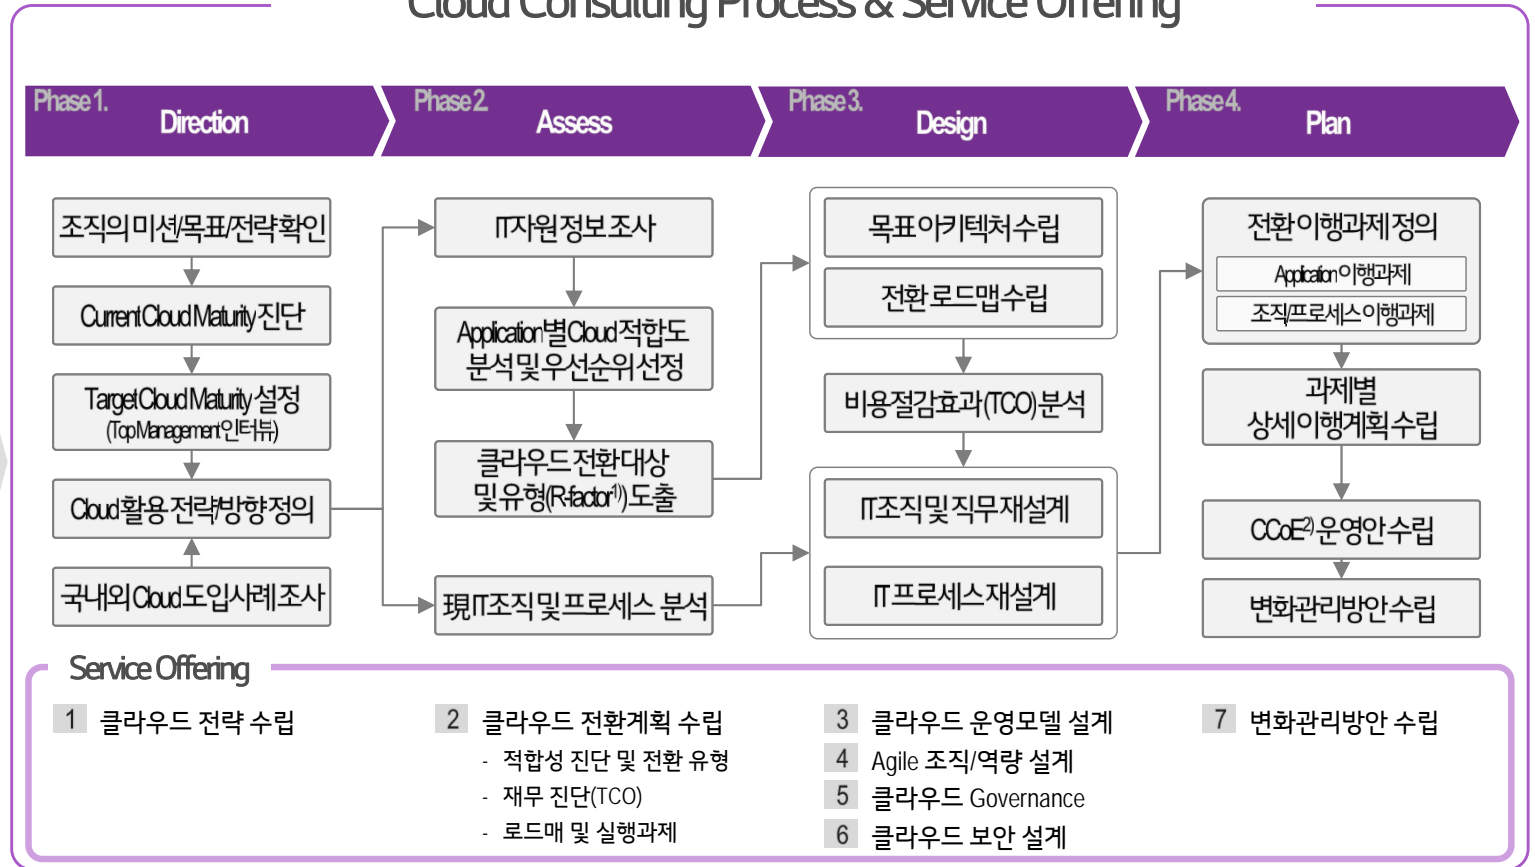 Cloud Consulting Process & Service Offering
Phase 1.
Direction
Phase 2.
Assess
Phase 3.
Design
Phase 4.
Plan
조직의 미션/목표/전략 확인
Current Cloud Maturity 진단
Target Cloud Maturity 설정
(Top Management 인터뷰)
Cloud 활용 전략/방향 정의
국내외 Cloud 도입사례 조사
IT자원 정보 조사
Application별 Cloud 적합도
분석 및 우선순위 선정
클라우드 전환 대상
및 유형(R-factor1)) 도출
現 IT조직 및 프로세스 분석
목표 아키텍처 수립
전환 로드맵 수립
비용절감효과(TCO) 분석
IT조직 및 직무 재설계
IT 프로세스 재설계
전환 이행과제 정의
Application 이행과제
조직/프로세스 이행과제
과제별
상세 이행계획 수립
CCoE2) 운영안 수립
변화관리방안 수립
Service Offering
1 클라우드 전략 수립
2 클라우드 전환계획 수립
- 적합성 진단 및 전환 유형
- 재무 진단(TCO)
- 로드매 및 실행과제
3 클라우드 운영모델 설계
4 Agile 조직/역량 설계
5 클라우드 Governance
6 클라우드 보안 설계
7 변화관리방안 수립